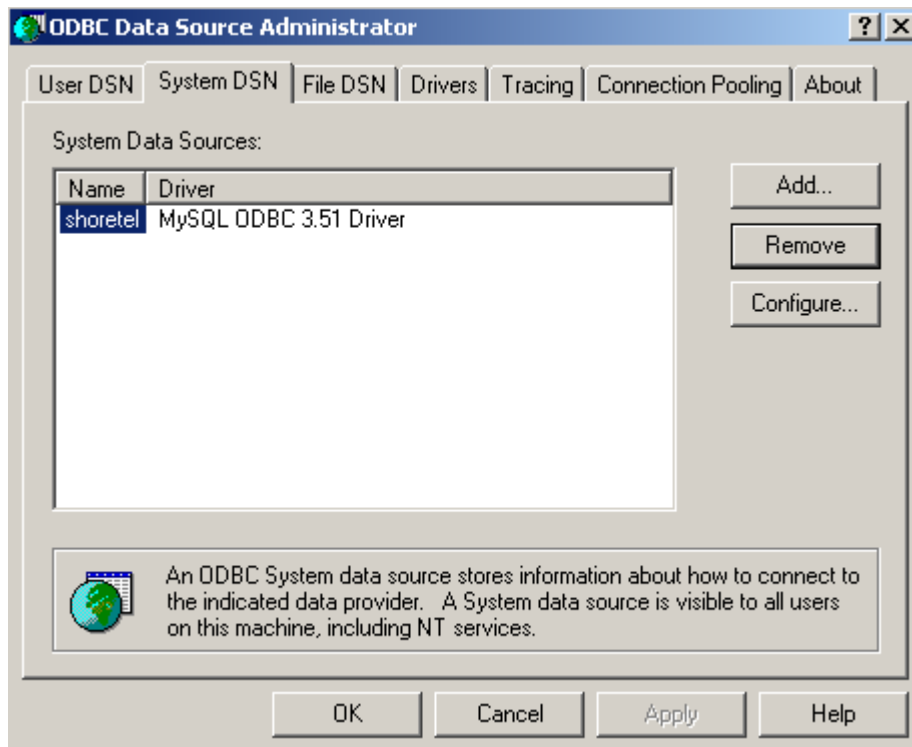 ODBC Data Source Administrator
User DSN System DSN File DSN Drivers Tracing Connection Pooling About
System Data Sources:
Name Driver
shoretel MySQL ODBC 3.51 Driver
Add...
Remove
Configure...
An ODBC System data source stores information about how to connect to
the indicated data provider.   A System data source is visible to all users
on this machine, including NT services.
OK Cancel Apply Help